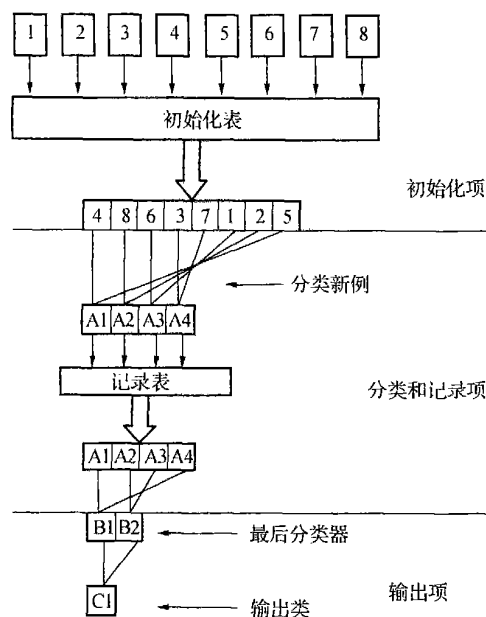 1 2 3 4 5 6 7 8
初始化表
初始化项
4 8 6 3 7 1 2 5
分类新例
A1 A2 A3 A4
记录表
分类和记录项
A1 A2 A3 A4
B1 B2
最后分类器
输出项
C1
输出类